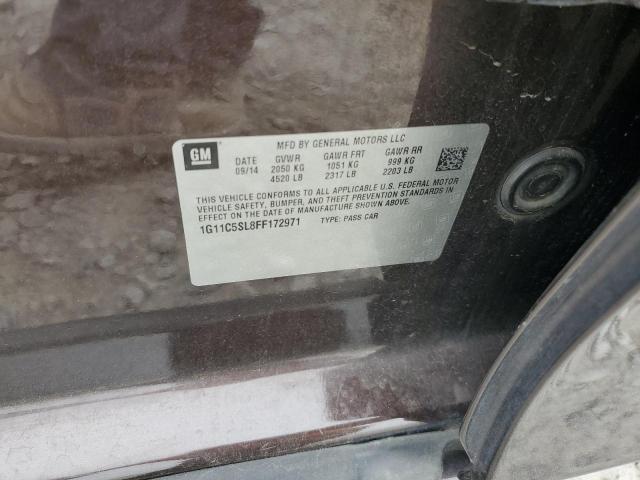 GM
MFD BY GENERAL MOTORS LLC
DATE GVWR GAWR FRT GAWR RR
09/14 2050 KG 1051 KG 999 KG
4520 LB 2317 LB 2203 LB
THIS VEHICLE CONFORMS TO ALL APPLICABLE U.S. FEDERAL MOTOR
VEHICLE SAFETY, BUMPER, AND THEFT PREVENTION STANDARDS IN
EFFECT ON THE DATE OF MANUFACTURE SHOWN ABOVE.
1G11C5SL8FF172971 TYPE: PASS CAR